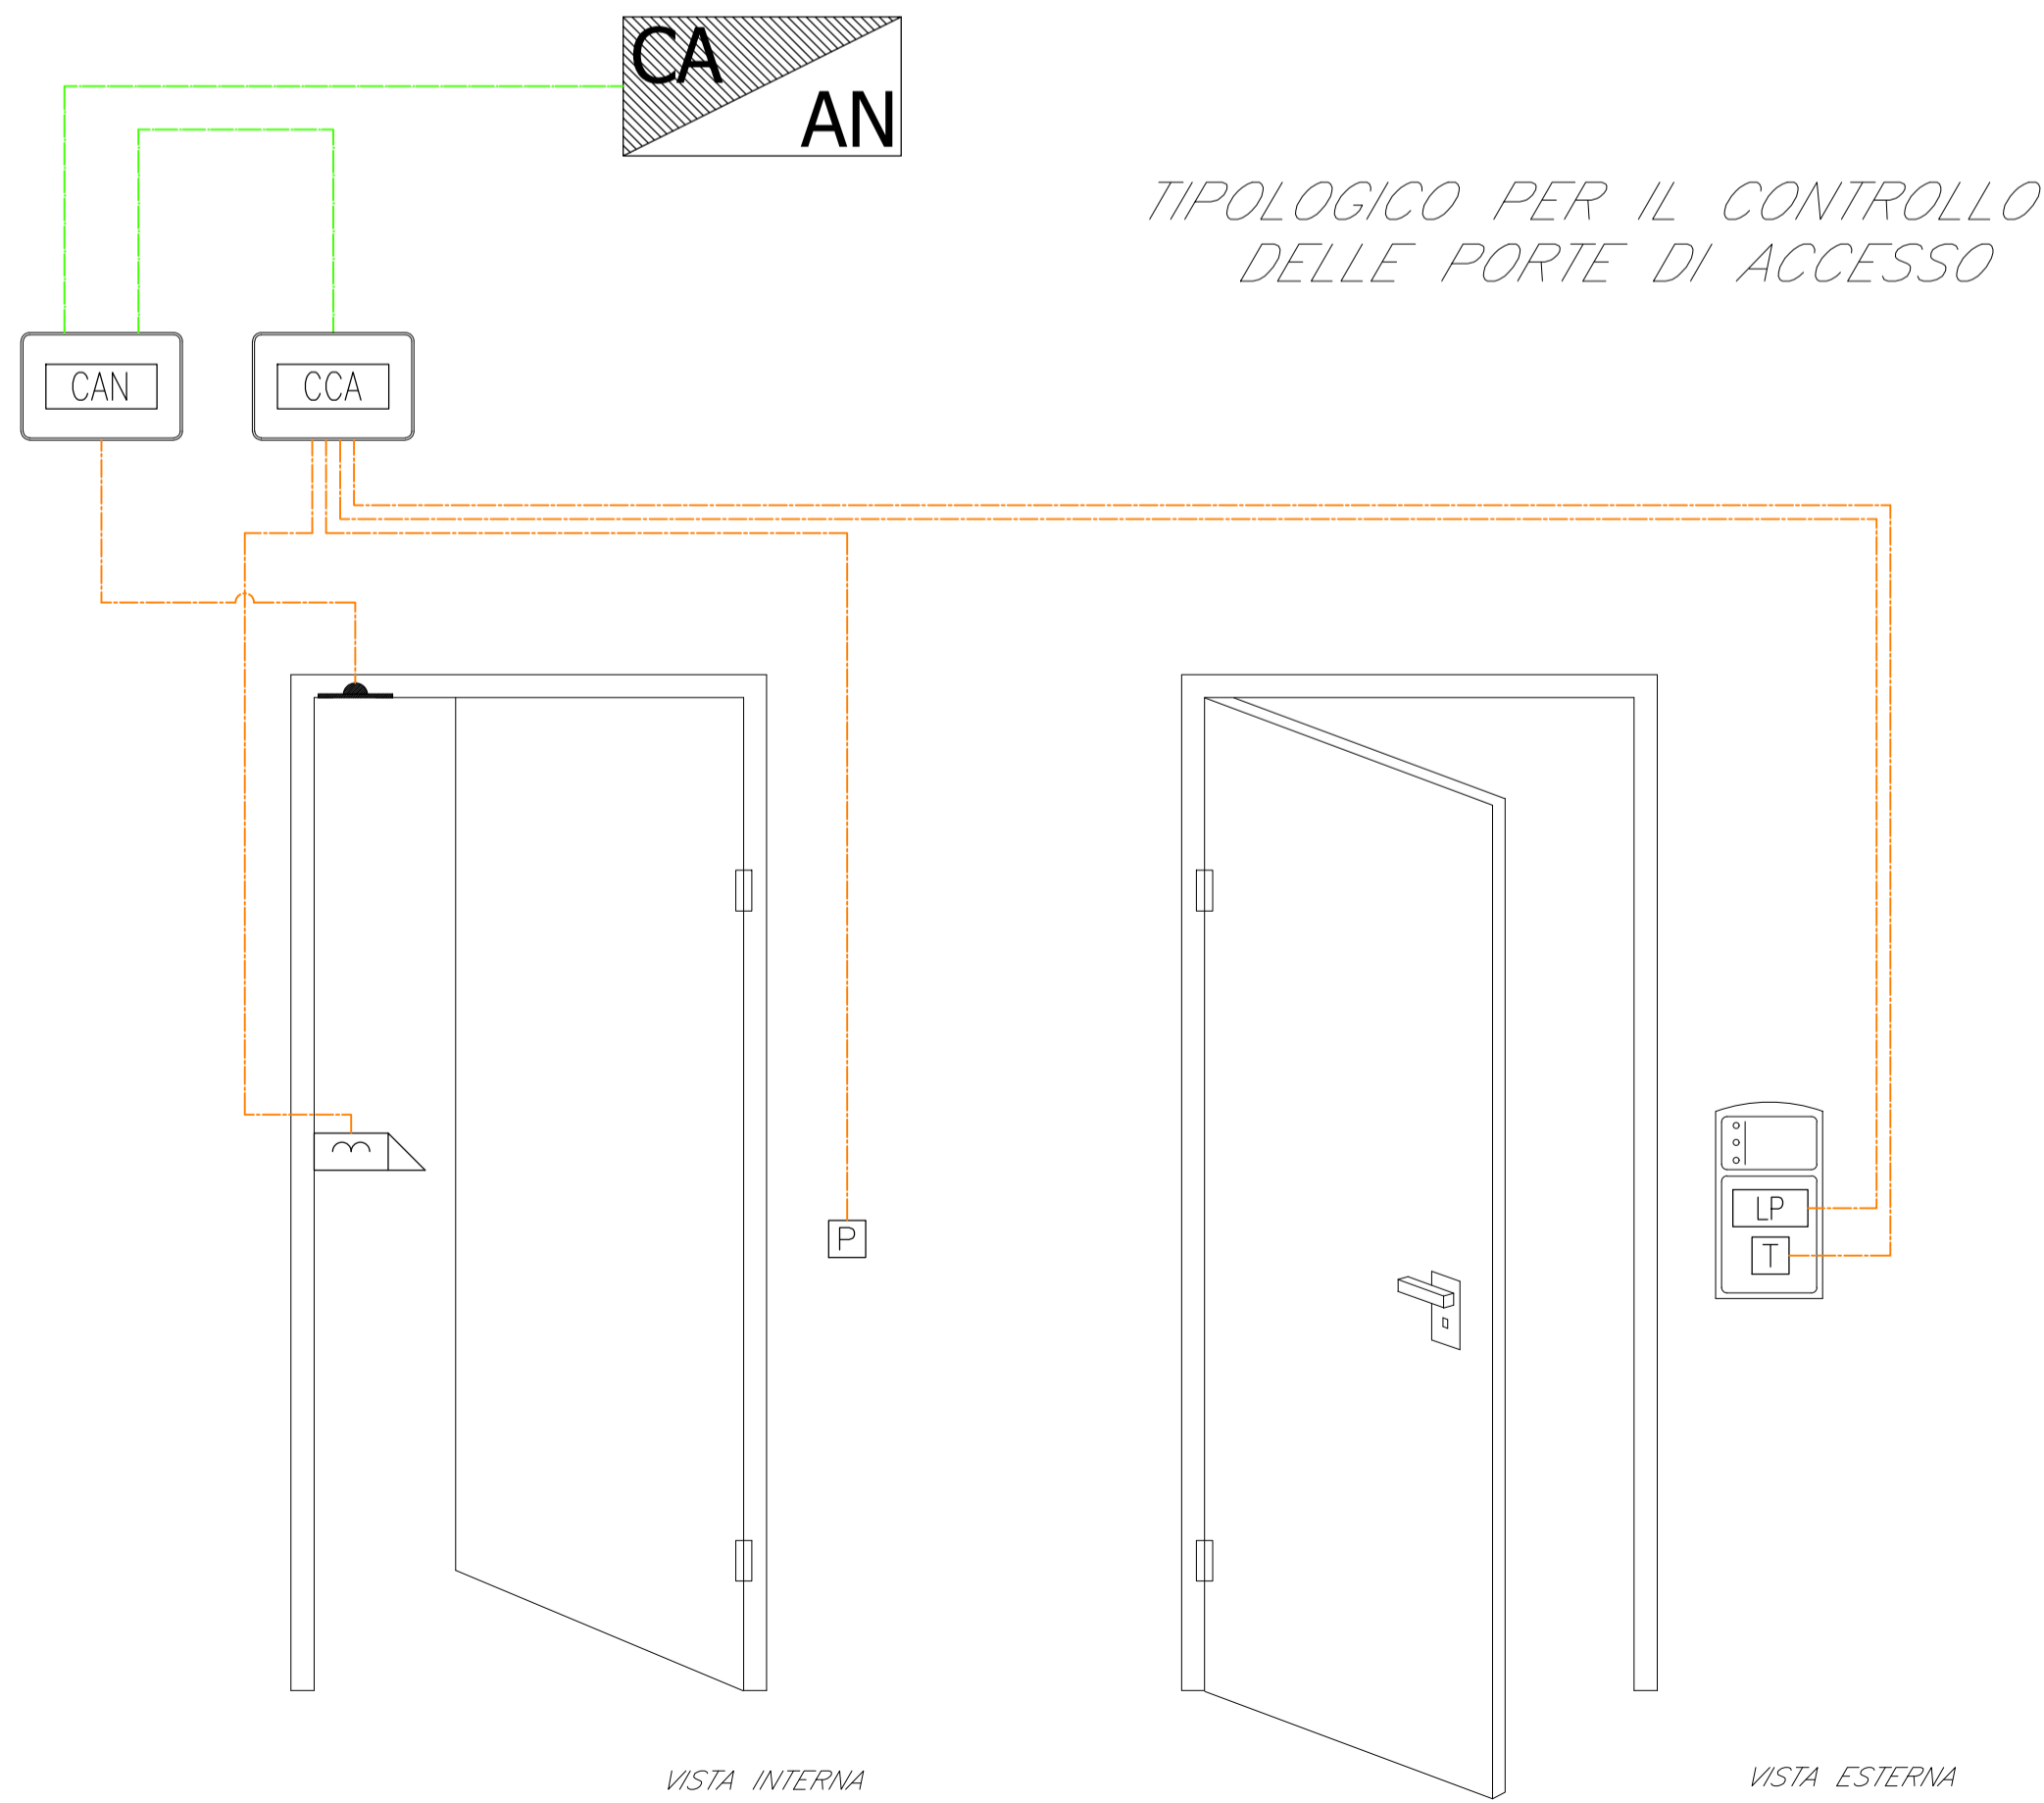 CA
AN
TIPOLOGICO PER IL CONTROLLO
DELLE PORTE DI ACCESSO
CAN
CCA
P
LP
T
VISTA INTERNA
VISTA ESTERNA